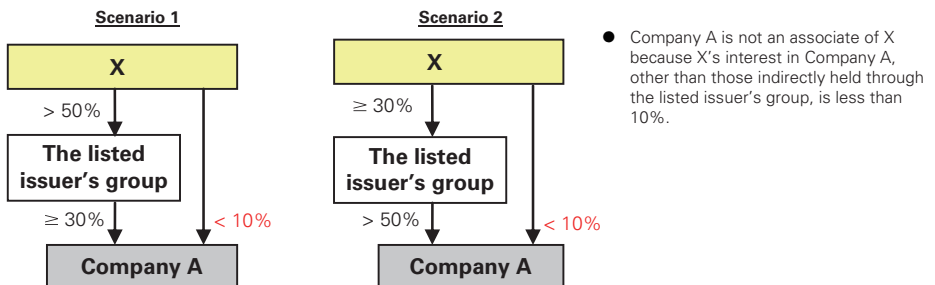 Scenario 1
X
> 50%
The listed
issuer's group
≥ 30%
< 10%
Company A
Scenario 2
X
≥ 30%
The listed
issuer's group
> 50%
< 10%
Company A
● Company A is not an associate of X
because X's interest in Company A,
other than those indirectly held through
the listed issuer's group, is less than
10%.